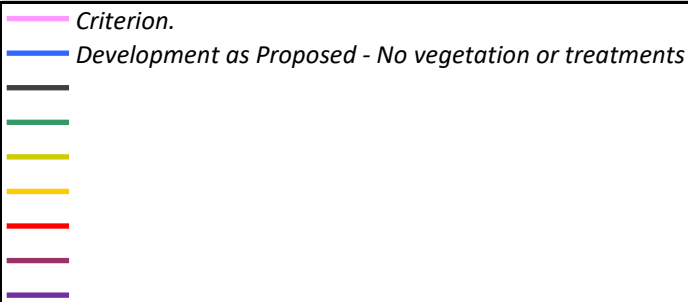 Criterion.
Development as Proposed - No vegetation or treatments